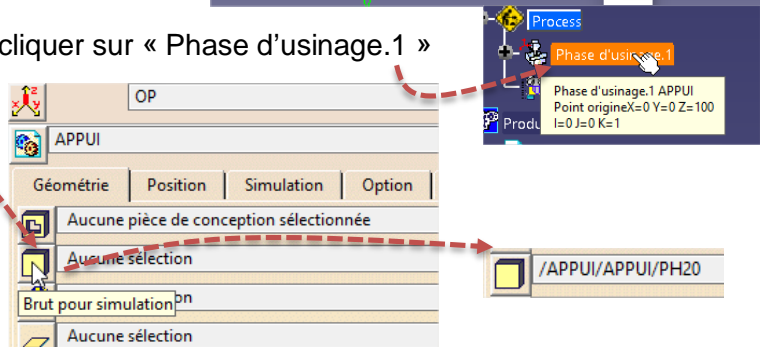 Process
cliquer sur « Phase d'usinage.1 »
Phase d'usinage.1
Phase d'usinage.1 APPUI
Point origineX=0 Y=0 Z=100
I=0 J=0 K=1
Produ
OP
APPUI
Géométrie Position Simulation Option
Aucune pièce de conception sélectionnée
Aucune sélection
/APPUI/APPUI/PH20
Brut pour simulation
on
Aucune sélection